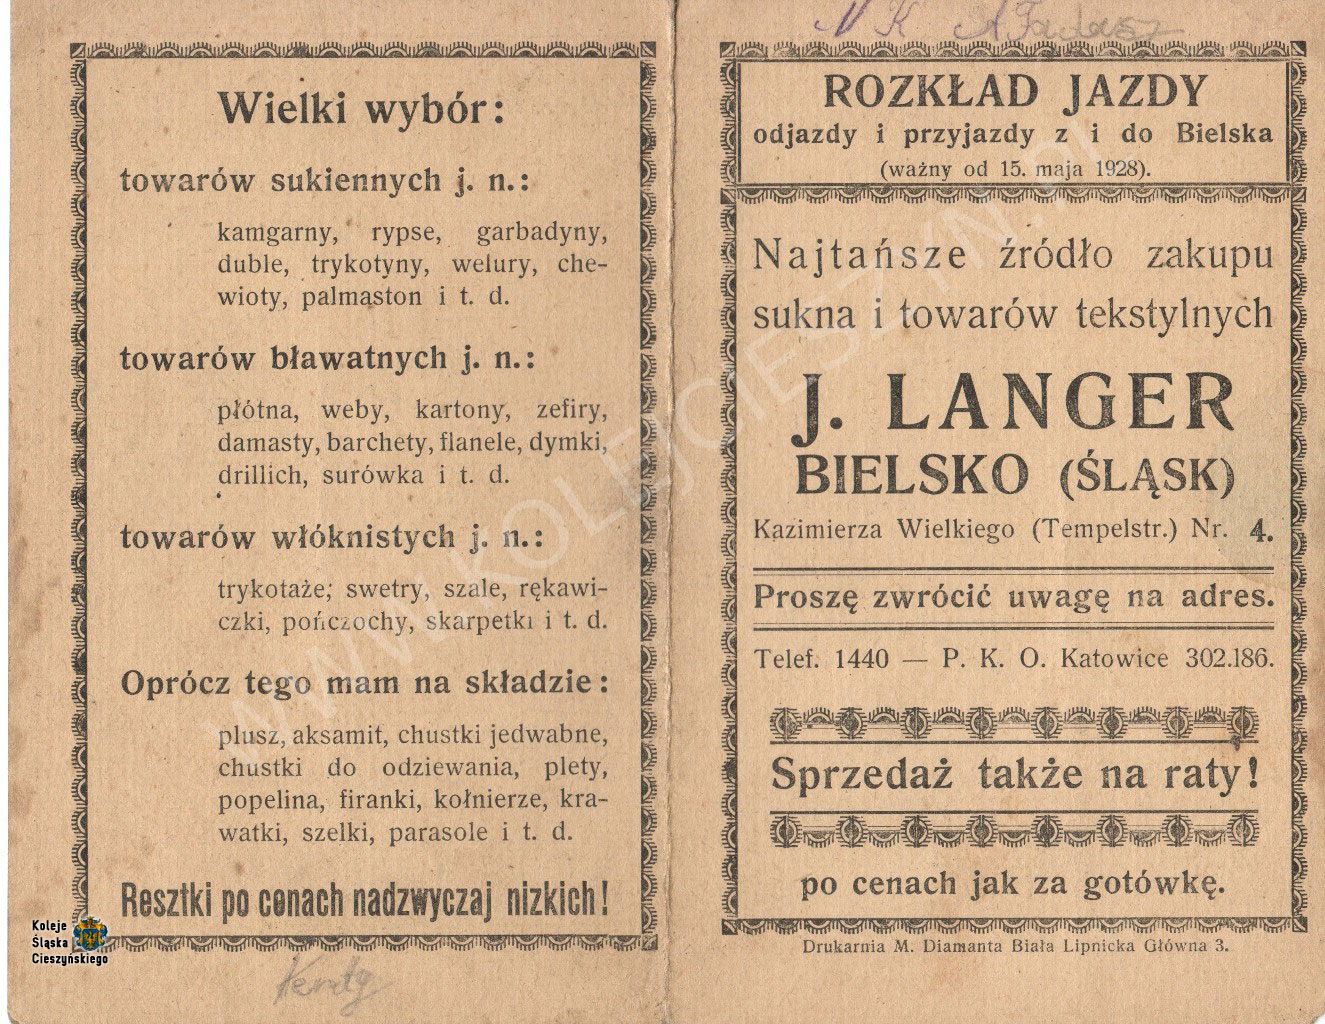 Wielki wybór:
towarów sukiennych j. n.:
kamgarny, rypse, garbadyny,
duble, trykotyny, welury, che-
wioty, palmaston i t. d.
towarów bławatnych j. n.:
płótna, weby, kartony, zefiry,
damasty, barchety, flanele, dymki,
drillich, surówka i t. d.
towarów włóknistych j. n.:
trykotaże; swetry, szale, rękawi-
czki, pończochy, skarpetki i t. d.
Oprócz tego mam na składzie:
plusz, aksamit, chustki jedwabne,
chustki do odziewania, plety,
popelina, firanki, kołnierze, kra-
watki, szelki, parasole i t. d.
Resztki po cenach nadzwyczaj nizkich!
Koleje
Śląska
Cieszyńskiego
N K
ROZKŁAD JAZDY
odjazdy i przyjazdy z i do Bielska
(ważny od 15. maja 1928).
Najtańsze źródło zakupu
sukna i towarów tekstylnych
J. LANGER
BIELSKO (ŚLĄSK)
Kazimierza Wielkiego (Tempelstr.) Nr. 4.
Proszę zwrócić uwagę na adres.
Telef. 1440 — P. K. O. Katowice 302.186.
Sprzedaż także na raty!
po cenach jak za gotówkę.
Drukarnia M. Diamanta Biała Lipnicka Główna 3.
WWW.KOLEJCIESZYN.PL